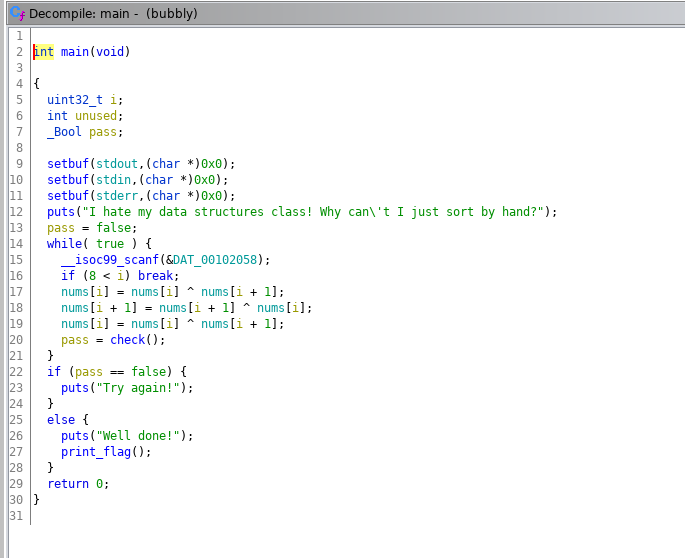 Decompile: main - (bubbly)
1
2 int main(void)
3
4 {
5 uint32_t i;
6 int unused;
7 _Bool pass;
8
9 setbuf(stdout,(char *)0x0);
10 setbuf(stdin,(char *)0x0);
11 setbuf(stderr,(char *)0x0);
12 puts("I hate my data structures class! Why can\'t I just sort by hand?");
13 pass = false;
14 while( true ) {
15 __isoc99_scanf(&DAT_00102058);
16 if (8 < i) break;
17 nums[i] = nums[i] ^ nums[i + 1];
18 nums[i + 1] = nums[i + 1] ^ nums[i];
19 nums[i] = nums[i] ^ nums[i + 1];
20 pass = check();
21 }
22 if (pass == false) {
23 puts("Try again!");
24 }
25 else {
26 puts("Well done!");
27 print_flag();
28 }
29 return 0;
30 }
31